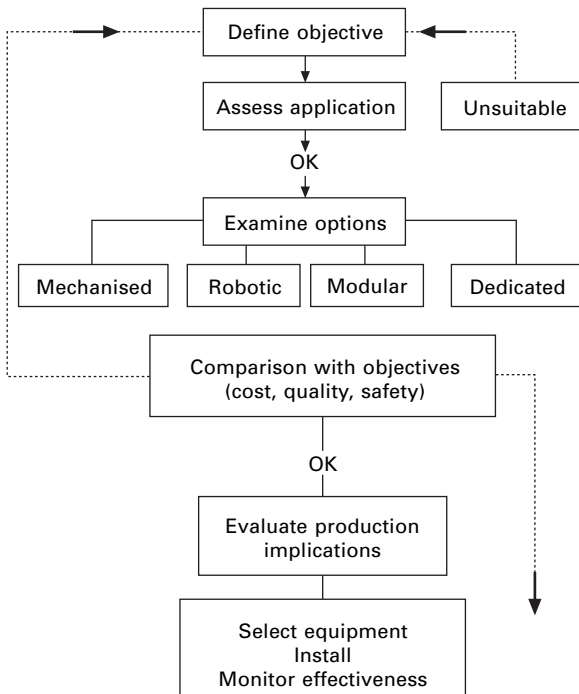 Define objective
Assess application
Unsuitable
OK
Examine options
Mechanised
Robotic
Modular
Dedicated
Comparison with objectives
(cost, quality, safety)
OK
Evaluate production
implications
Select equipment
Install
Monitor effectiveness